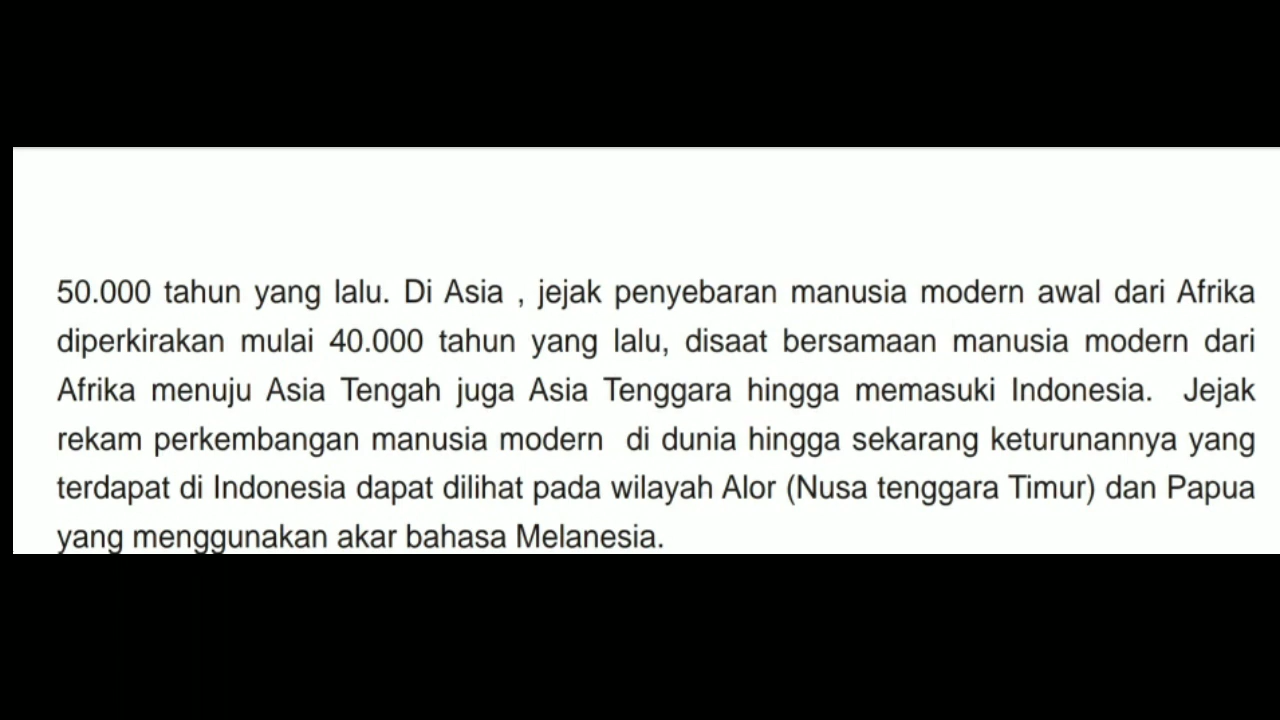 50.000 tahun yang lalu. Di Asia , jejak penyebaran manusia modern awal dari Afrika
diperkirakan mulai 40.000 tahun yang lalu, disaat bersamaan manusia modern dari
Afrika menuju Asia Tengah juga Asia Tenggara hingga memasuki Indonesia.  Jejak
rekam perkembangan manusia modern  di dunia hingga sekarang keturunannya yang
terdapat di Indonesia dapat dilihat pada wilayah Alor (Nusa tenggara Timur) dan Papua
yang menggunakan akar bahasa Melanesia.